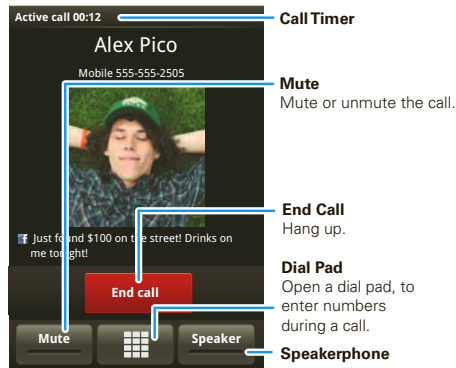 Active call 00:12
Call Timer
Alex Pico
Mobile 555-555-2505
Mute
Mute or unmute the call.
Just found $100 on the street! Drinks on
me tonight!
End Call
Hang up.
End call
Dial Pad
Open a dial pad, to
enter numbers
during a call.
Mute
Speaker
Speakerphone